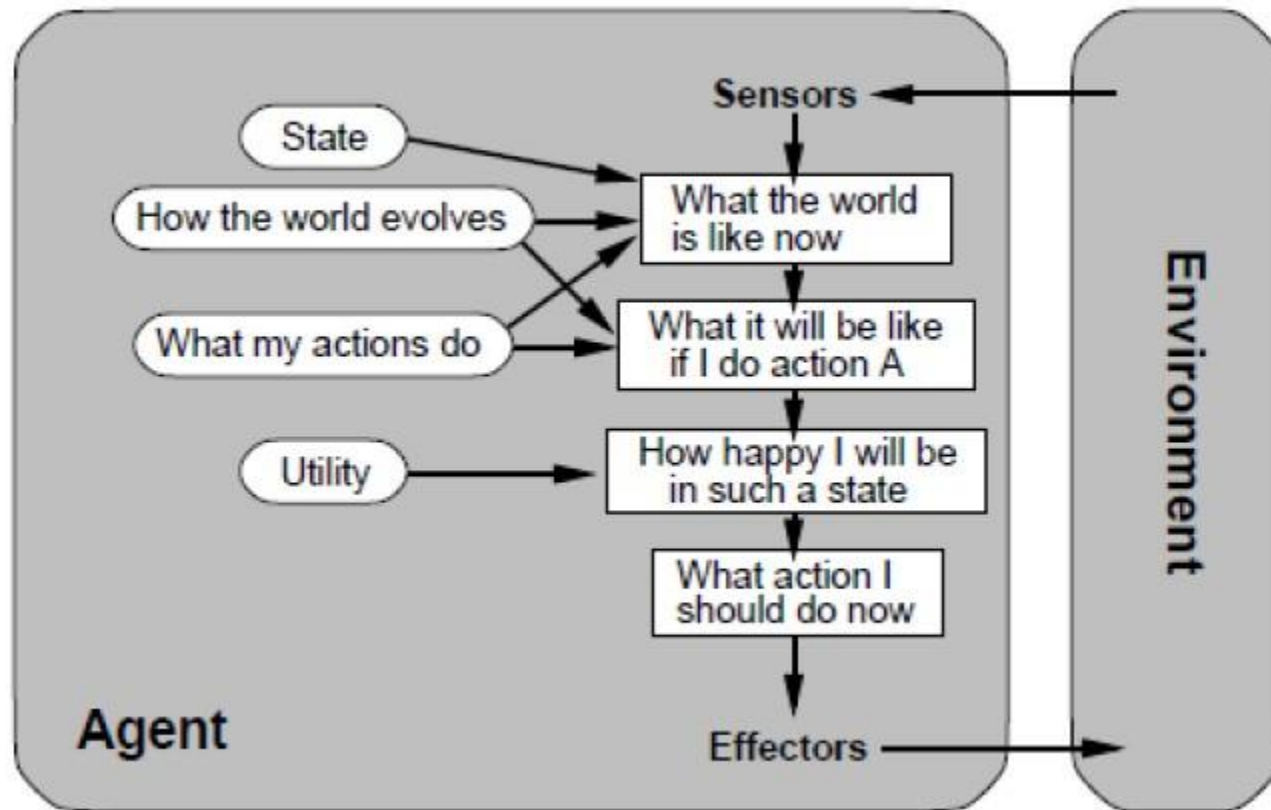 Sensors
State
What the world
is like now
How the world evolves
What it will be like
if I do action A
What my actions do
How happy I will be
in such a state
Utility
What action I
should do now
Effectors
Agent
Environment